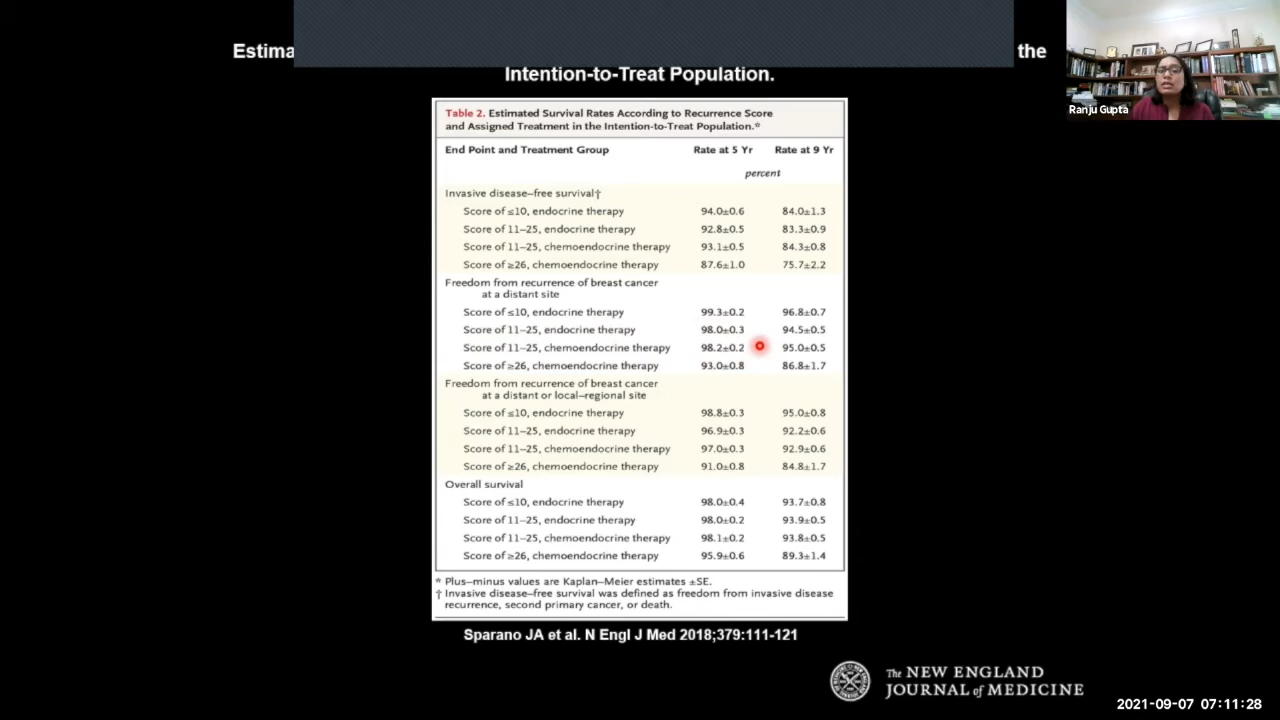 Estima the
Intention-to-Treat Population.
Ranju Gupta
Table 2. Estimated Survival Rates According to Recurrence Score
and Assigned Treatment in the Intention-to-Treat Population.*
End Point and Treatment Group Rate at 5 Yr Rate at 9 Yr
percent
Invasive disease–free survival†
Score of ≤10, endocrine therapy 94.0±0.6 84.0±1.3
Score of 11–25, endocrine therapy 92.8±0.5 83.3±0.9
Score of 11–25, chemoendocrine therapy 93.1±0.5 84.3±0.8
Score of ≥26, chemoendocrine therapy 87.6±1.0 75.7±2.2
Freedom from recurrence of breast cancer
at a distant site
Score of ≤10, endocrine therapy 99.3±0.2 96.8±0.7
Score of 11–25, endocrine therapy 98.0±0.3 94.5±0.5
Score of 11–25, chemoendocrine therapy 98.2±0.2 95.0±0.5
Score of ≥26, chemoendocrine therapy 93.0±0.8 86.8±1.7
Freedom from recurrence of breast cancer
at a distant or local–regional site
Score of ≤10, endocrine therapy 98.8±0.3 95.0±0.8
Score of 11–25, endocrine therapy 96.9±0.3 92.2±0.6
Score of 11–25, chemoendocrine therapy 97.0±0.3 92.9±0.6
Score of ≥26, chemoendocrine therapy 91.0±0.8 84.8±1.7
Overall survival
Score of ≤10, endocrine therapy 98.0±0.4 93.7±0.8
Score of 11–25, endocrine therapy 98.0±0.2 93.9±0.5
Score of 11–25, chemoendocrine therapy 98.1±0.2 93.8±0.5
Score of ≥26, chemoendocrine therapy 95.9±0.6 89.3±1.4
* Plus–minus values are Kaplan–Meier estimates ±SE.
† Invasive disease–free survival was defined as freedom from invasive disease
recurrence, second primary cancer, or death.
Sparano JA et al. N Engl J Med 2018;379:111-121
The NEW ENGLAND
JOURNAL of MEDICINE
2021-09-07 07:11:28